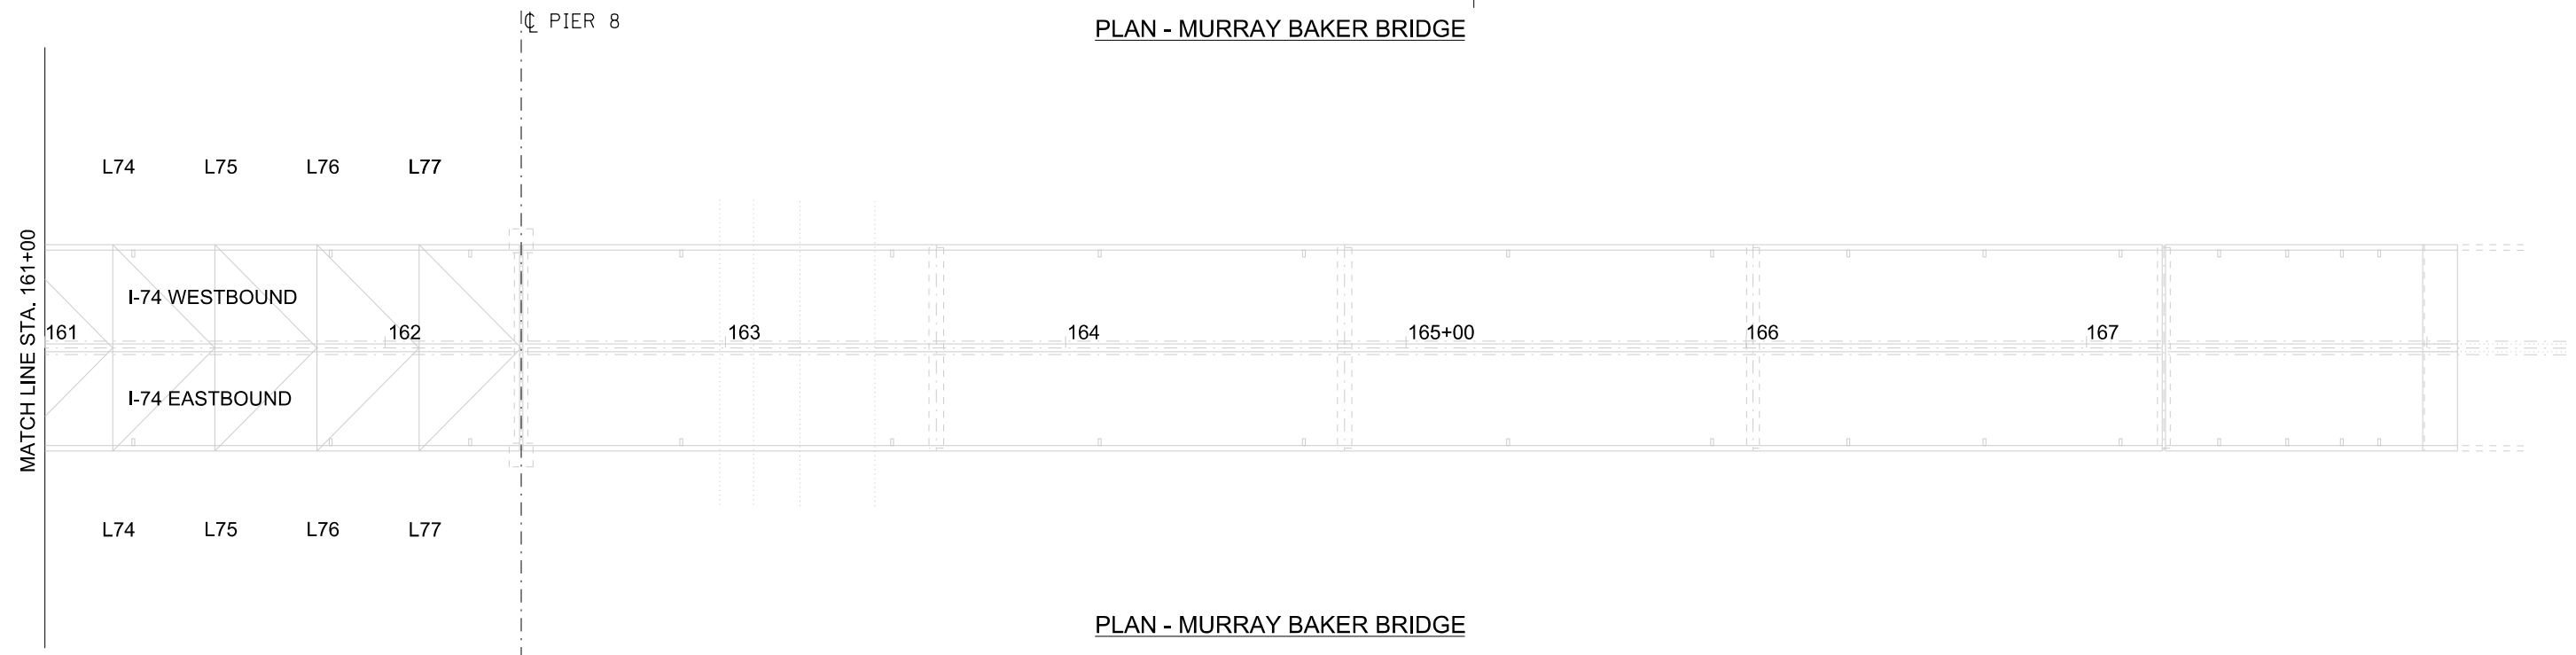 ℄ PIER 8
PLAN - MURRAY BAKER BRIDGE
L74 L75 L76 L77
MATCH LINE STA. 161+00
I-74 WESTBOUND
161 162 163 164 165+00 166 167
I-74 EASTBOUND
L74 L75 L76 L77
PLAN - MURRAY BAKER BRIDGE